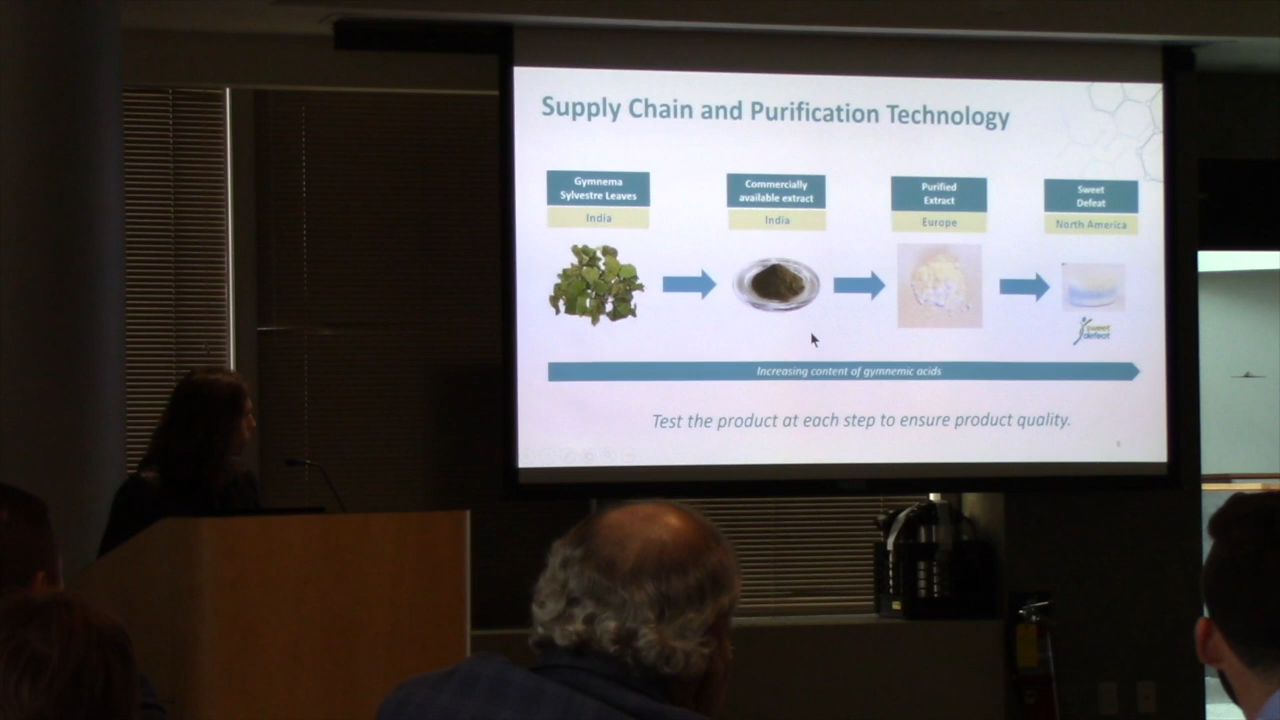 Supply Chain and Purification Technology
Gymnema
Sylvestre Leaves
India
Commercially
available extract
India
Purified
Extract
Europe
Sweet
Defeat
North America
sweet
defeat
Increasing content of gymnemic acids
Test the product at each step to ensure product quality.